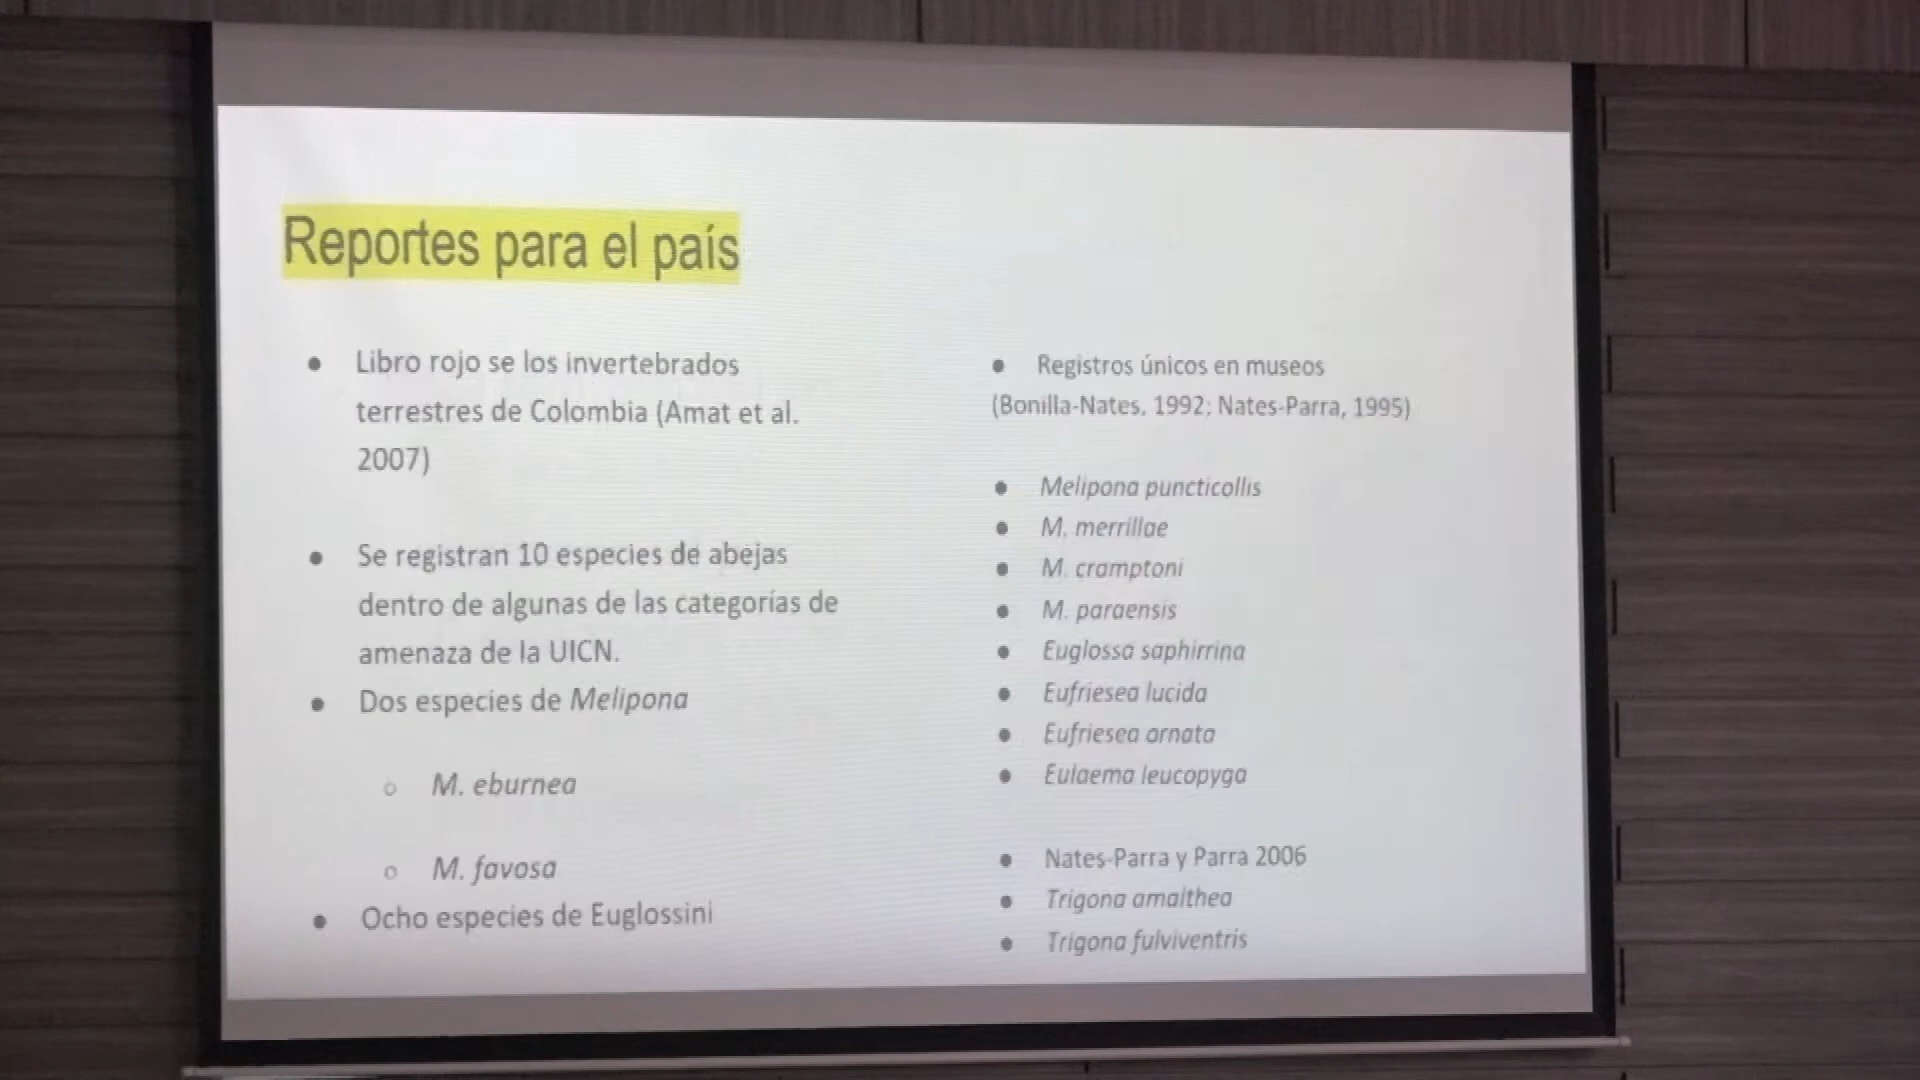 Reportes para el país
Libro rojo se los invertebrados
terrestres de Colombia (Amat et al.
2007)
Se registran 10 especies de abejas
dentro de algunas de las categorías de
amenaza de la UICN.
Dos especies de Melipona
M. eburnea
M. favosa
Ocho especies de Euglossini
Registros únicos en museos
(Bonilla-Nates, 1992; Nates-Parra, 1995)
Melipona puncticollis
M. merrillae
M. cramptoni
M. paraensis
Euglossa saphirrina
Eufriesea lucida
Eufriesea ornata
Eulaema leucopyga
Nates-Parra y Parra 2006
Trigona amalthea
Trigona fulviventris